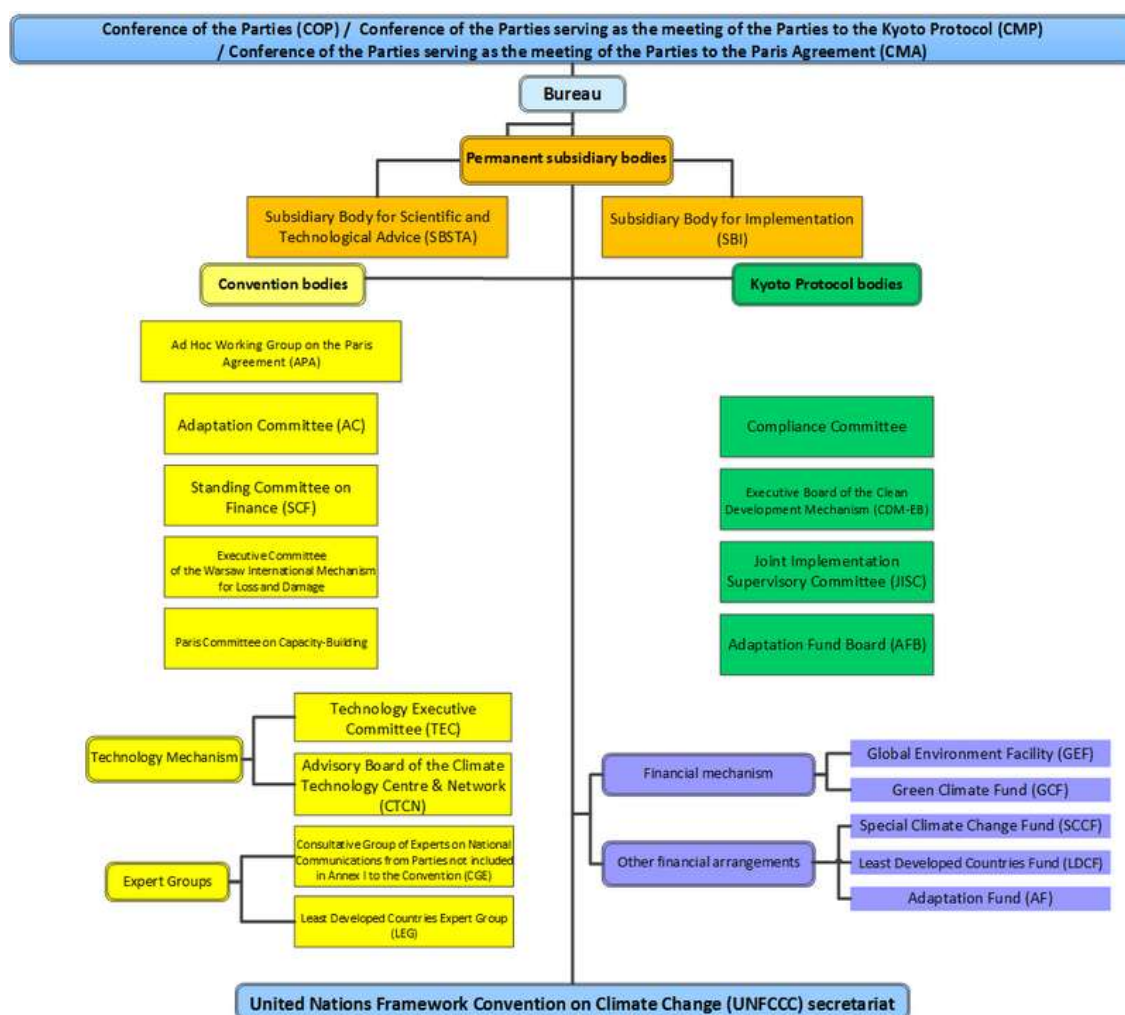 Conference of the Parties (COP) / Conference of the Parties serving as the meeting of the Parties to the Kyoto Protocol (CMP)
/ Conference of the Parties serving as the meeting of the Parties to the Paris Agreement (CMA)
Bureau
Permanent subsidiary bodies
Subsidiary Body for Scientific and
Technological Advice (SBSTA)
Subsidiary Body for Implementation
(SBI)
Convention bodies
Kyoto Protocol bodies
Ad Hoc Working Group on the Paris
Agreement (APA)
Adaptation Committee (AC)
Compliance Committee
Standing Committee on
Finance (SCF)
Executive Board of the Clean
Development Mechanism (CDM-EB)
Executive Committee
of the Warsaw International Mechanism
for Loss and Damage
Joint Implementation
Supervisory Committee (JISC)
Paris Committee on Capacity-Building
Adaptation Fund Board (AFB)
Technology Mechanism
Technology Executive
Committee (TEC)
Advisory Board of the Climate
Technology Centre & Network
(CTCN)
Financial mechanism
Global Environment Facility (GEF)
Green Climate Fund (GCF)
Expert Groups
Consultative Group of Experts on National
Communications from Parties not included
in Annex I to the Convention (CGE)
Least Developed Countries Expert Group
(LEG)
Other financial arrangements
Special Climate Change Fund (SCCF)
Least Developed Countries Fund (LDCF)
Adaptation Fund (AF)
United Nations Framework Convention on Climate Change (UNFCCC) secretariat